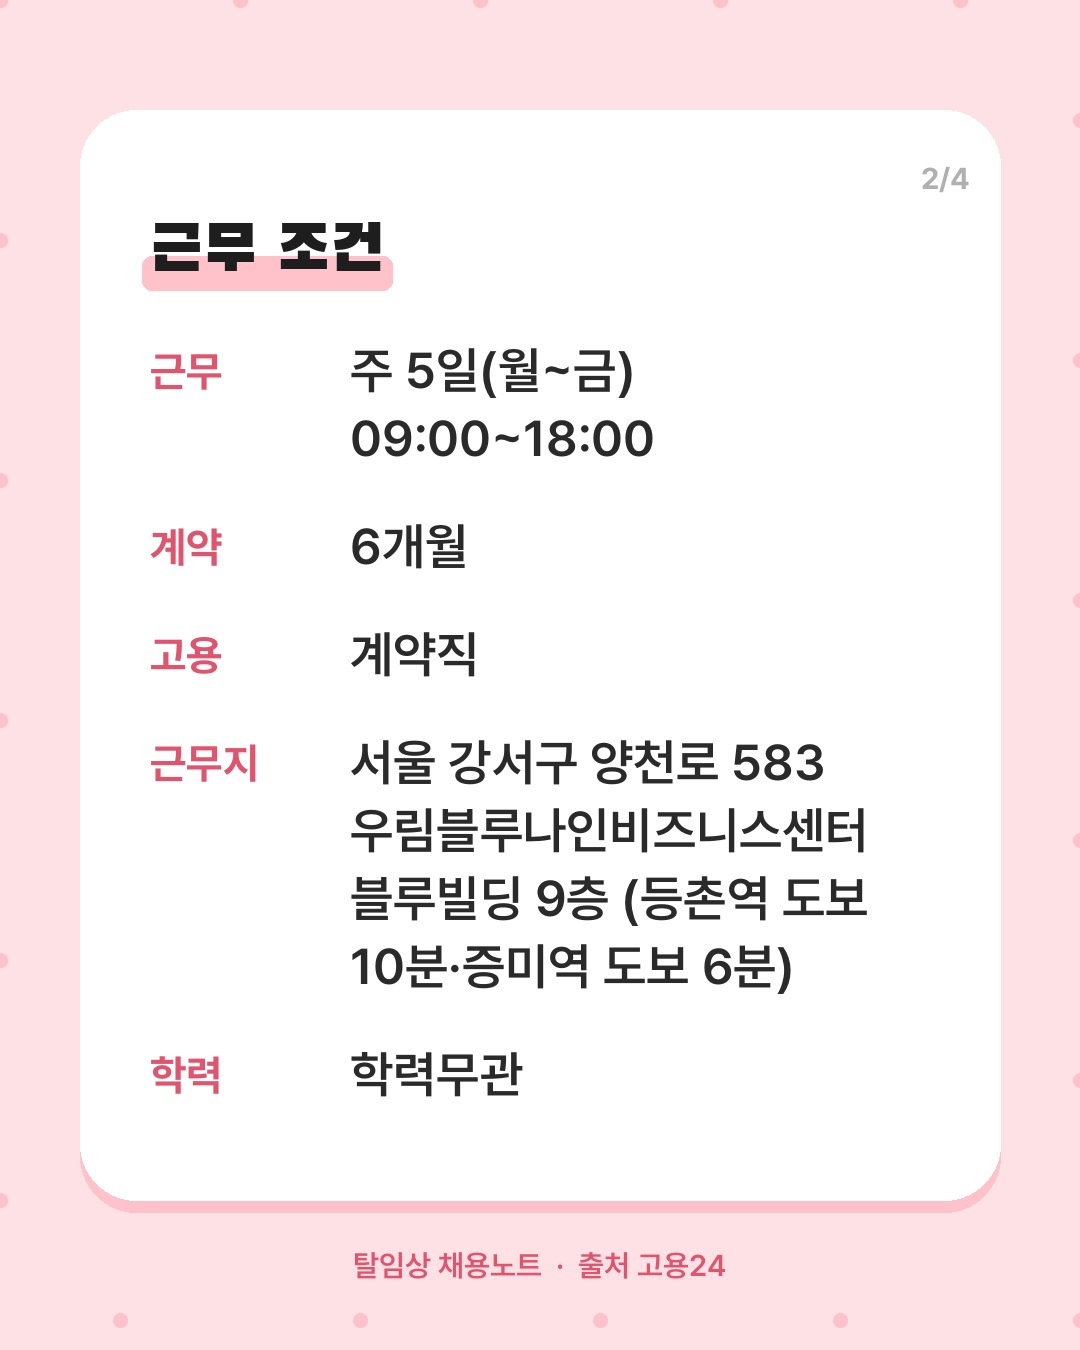 2/4
근무 조건
근무 주 5일(월~금)
09:00~18:00
계약 6개월
고용 계약직
근무지 서울 강서구 양천로 583
우림블루나인비즈니스센터
블루빌딩 9층 (등촌역 도보
10분·증미역 도보 6분)
학력 학력무관
탈임상 채용노트 · 출처 고용24